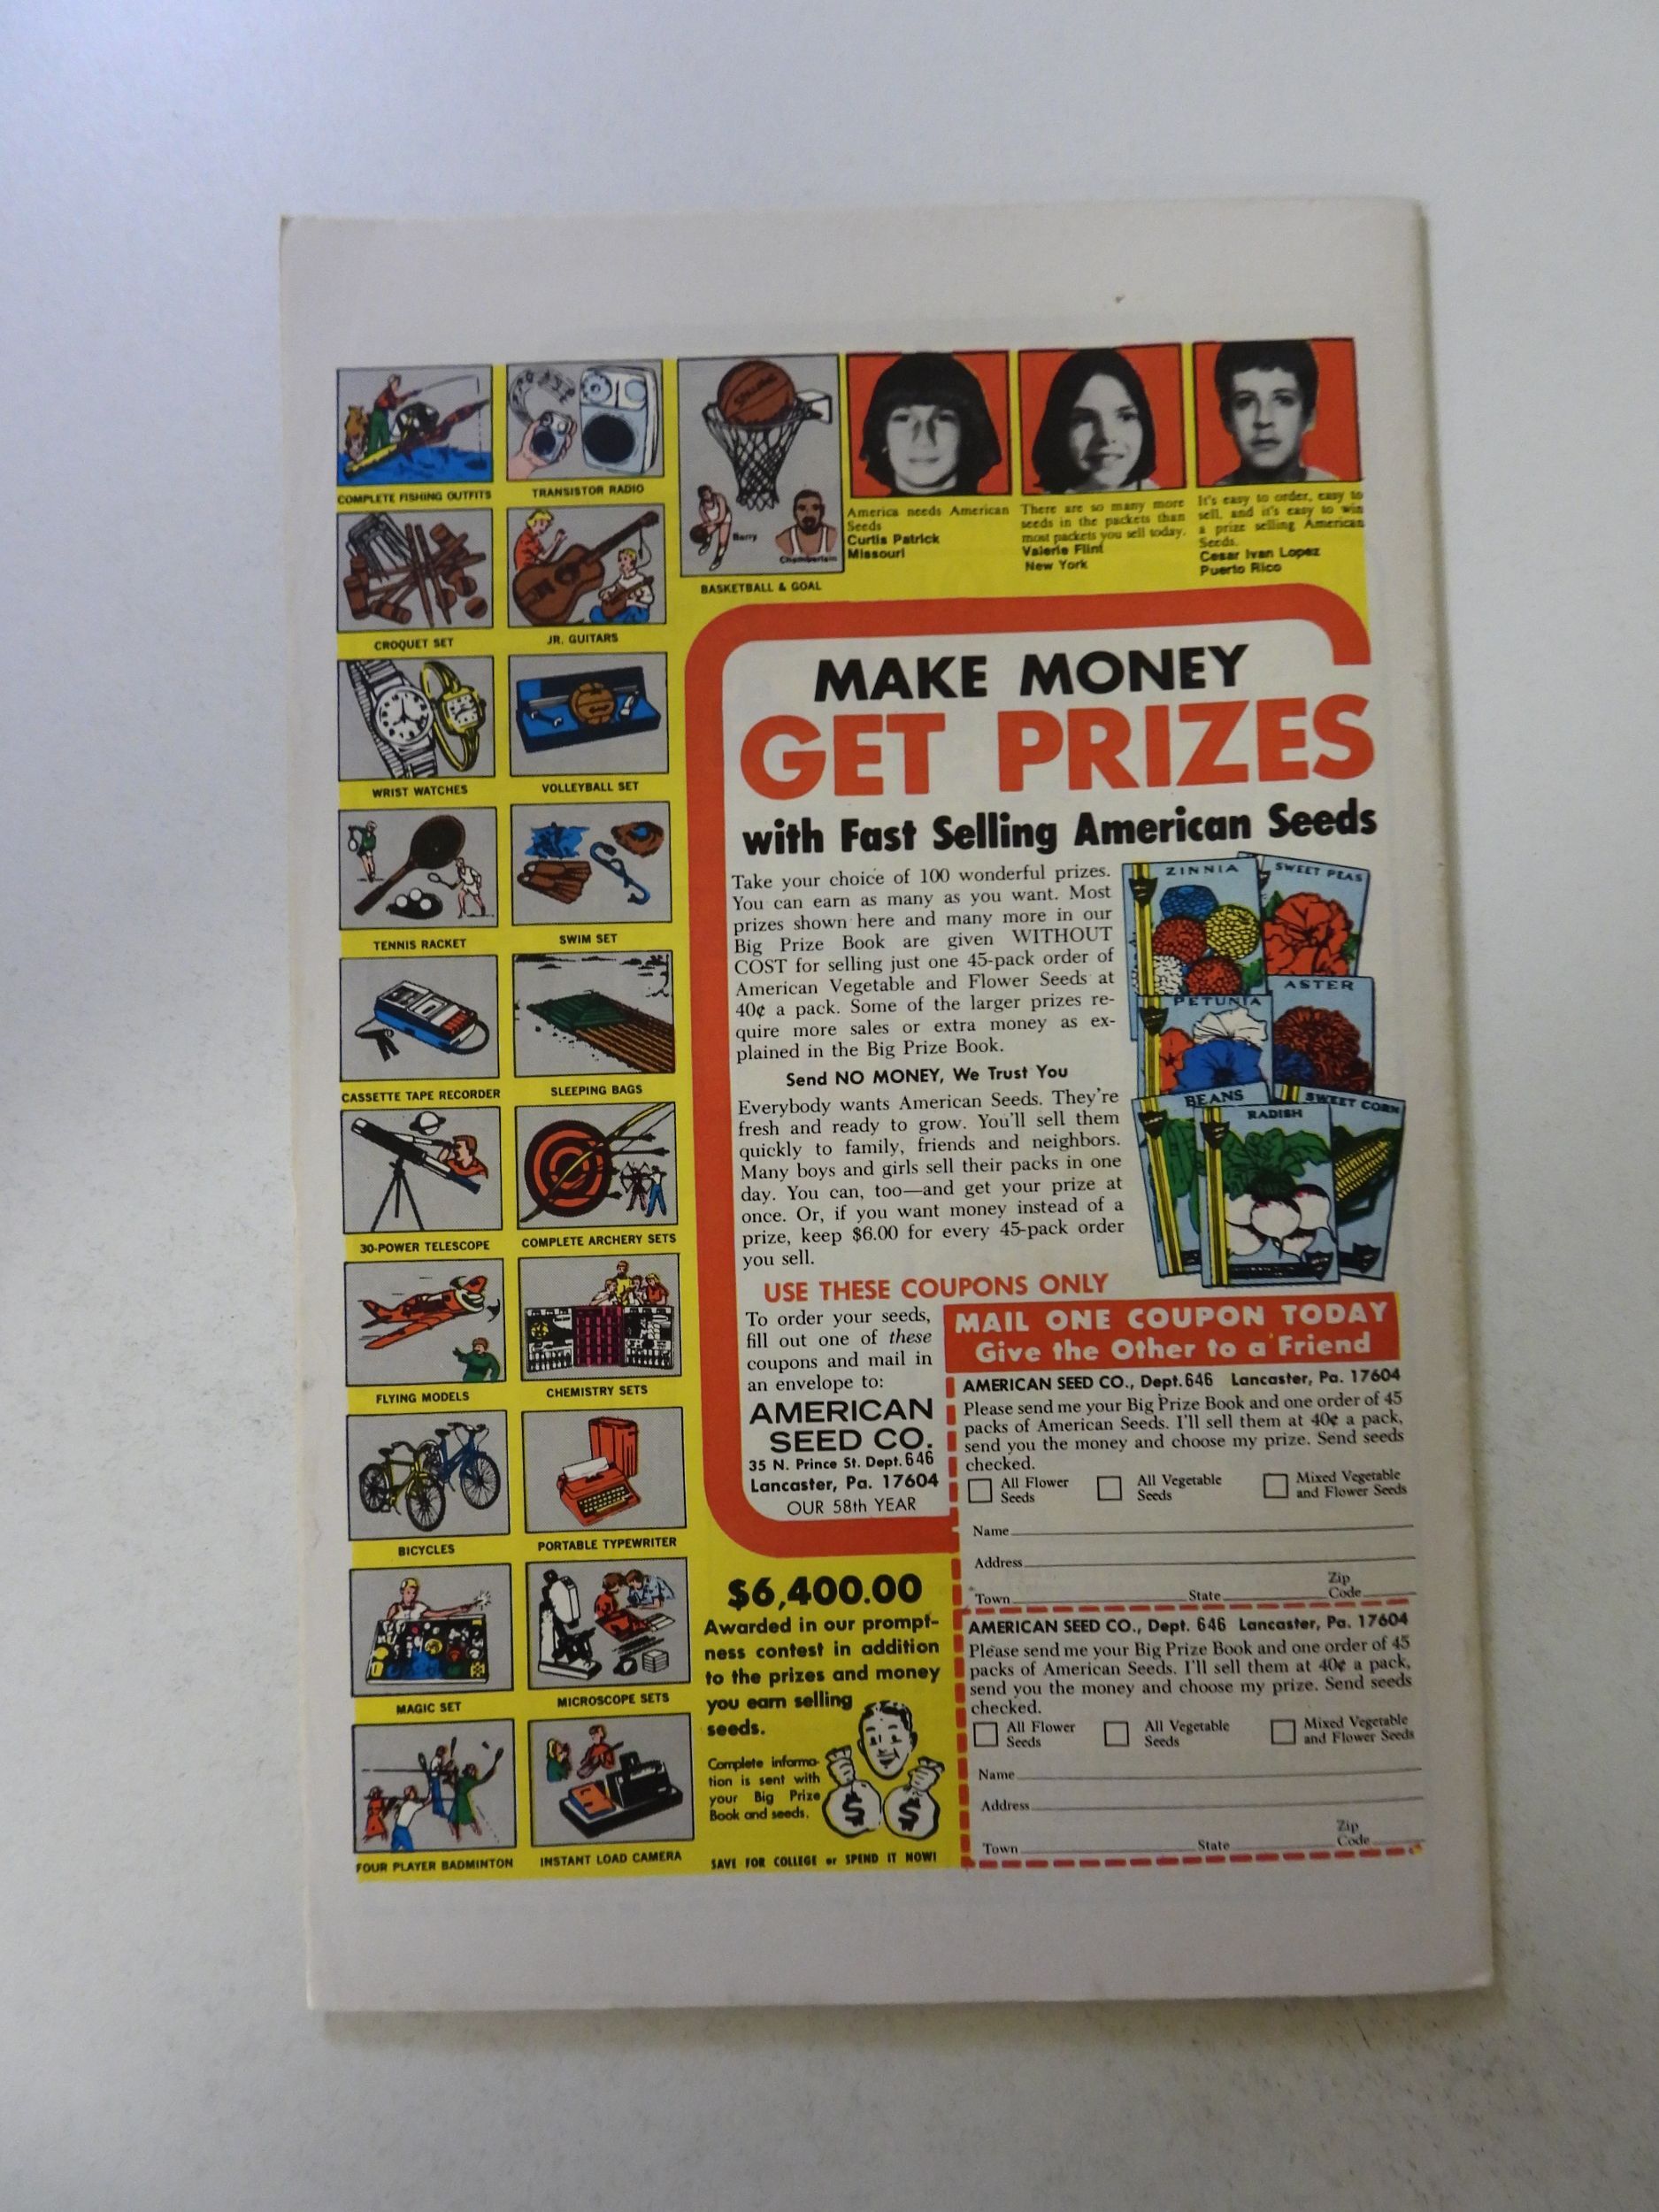 COMPLETE FISHING OUTFITS
TRANSISTOR RADIO
Spalding
Barry
Chamberlain
BASKETBALL & GOAL
America needs American
Seeds
Curtis Patrick
Missouri
There are so many more
seeds in the packets than
most packets you sell today.
Valerie Flint
New York
It's easy to order, easy to
sell, and it's easy to win
a prize selling American
Seeds.
Cesar Ivan Lopez
Puerto Rico
CROQUET SET
JR. GUITARS
WRIST WATCHES
VOLLEYBALL SET
TENNIS RACKET
SWIM SET
CASSETTE TAPE RECORDER
SLEEPING BAGS
30-POWER TELESCOPE
COMPLETE ARCHERY SETS
FLYING MODELS
CHEMISTRY SETS
BICYCLES
PORTABLE TYPEWRITER
MAGIC SET
MICROSCOPE SETS
FOUR PLAYER BADMINTON
INSTANT LOAD CAMERA
MAKE MONEY
GET PRIZES
with Fast Selling American Seeds
Take your choice of 100 wonderful prizes.
You can earn as many as you want. Most
prizes shown here and many more in our
Big Prize Book are given WITHOUT
COST for selling just one 45-pack order of
American Vegetable and Flower Seeds at
40¢ a pack. Some of the larger prizes re-
quire more sales or extra money as ex-
plained in the Big Prize Book.
Send NO MONEY, We Trust You
Everybody wants American Seeds. They're
fresh and ready to grow. You'll sell them
quickly to family, friends and neighbors.
Many boys and girls sell their packs in one
day. You can, too—and get your prize at
once. Or, if you want money instead of a
prize, keep $6.00 for every 45-pack order
you sell.
ZINNIA
SWEET PEAS
PETUNIA
ASTER
BEANS
RADISH
SWEET CORN
USE THESE COUPONS ONLY
To order your seeds,
fill out one of these
coupons and mail in
an envelope to:
AMERICAN
SEED CO.
35 N. Prince St. Dept. 646
Lancaster, Pa. 17604
OUR 58th YEAR
MAIL ONE COUPON TODAY
Give the Other to a Friend
AMERICAN SEED CO., Dept. 646 Lancaster, Pa. 17604
Please send me your Big Prize Book and one order of 45
packs of American Seeds. I'll sell them at 40¢ a pack,
send you the money and choose my prize. Send seeds
checked.
All Flower Seeds
All Vegetable Seeds
Mixed Vegetable and Flower Seeds
Name
Address
Town State Zip Code
AMERICAN SEED CO., Dept. 646 Lancaster, Pa. 17604
Please send me your Big Prize Book and one order of 45
packs of American Seeds. I'll sell them at 40¢ a pack,
send you the money and choose my prize. Send seeds
checked.
All Flower Seeds
All Vegetable Seeds
Mixed Vegetable and Flower Seeds
Name
Address
Town State Zip Code
$6,400.00
Awarded in our prompt-
ness contest in addition
to the prizes and money
you earn selling
seeds.
Complete informa-
tion is sent with
your Big Prize
Book and seeds.
$ $
SAVE FOR COLLEGE or SPEND IT NOW!